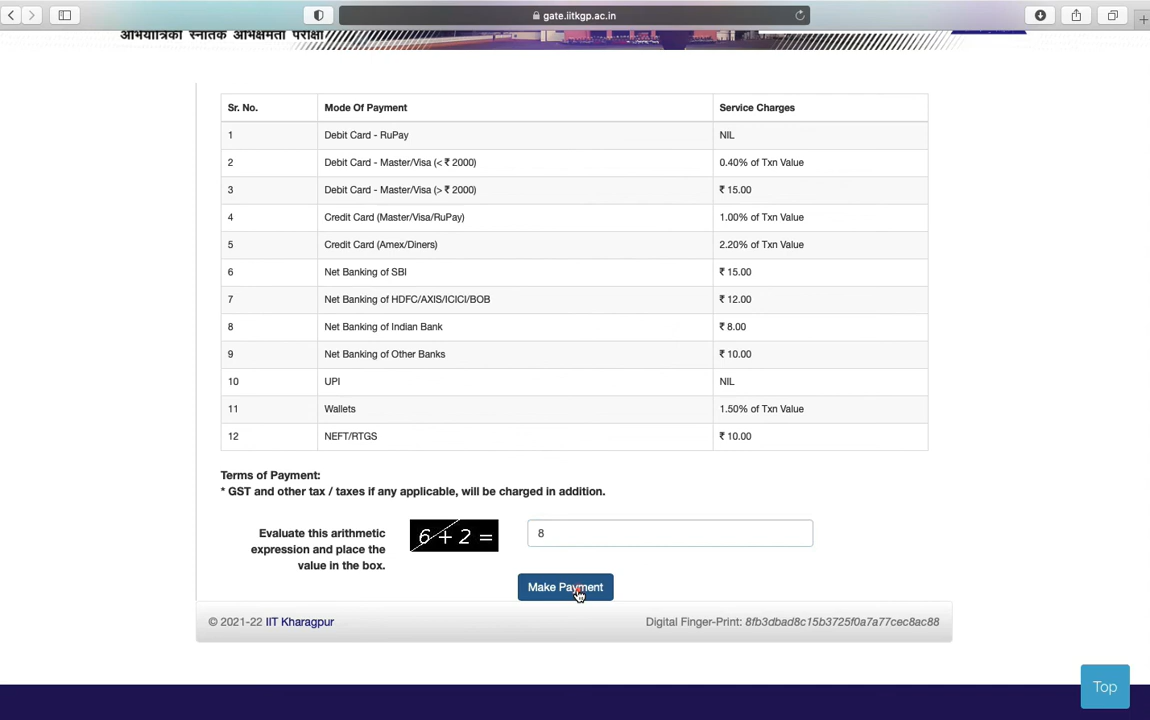 gate.iitkgp.ac.in
अभियांत्रिकी स्नातक अभिक्षमता परीक्षा
Sr. No. Mode Of Payment Service Charges
1 Debit Card - RuPay NIL
2 Debit Card - Master/Visa (< ₹ 2000) 0.40% of Txn Value
3 Debit Card - Master/Visa (> ₹ 2000) ₹ 15.00
4 Credit Card (Master/Visa/RuPay) 1.00% of Txn Value
5 Credit Card (Amex/Diners) 2.20% of Txn Value
6 Net Banking of SBI ₹ 15.00
7 Net Banking of HDFC/AXIS/ICICI/BOB ₹ 12.00
8 Net Banking of Indian Bank ₹ 8.00
9 Net Banking of Other Banks ₹ 10.00
10 UPI NIL
11 Wallets 1.50% of Txn Value
12 NEFT/RTGS ₹ 10.00
Terms of Payment:
* GST and other tax / taxes if any applicable, will be charged in addition.
Evaluate this arithmetic
expression and place the
value in the box.
6 + 2 =
8
Make Payment
© 2021-22 IIT Kharagpur Digital Finger-Print: 8fb3dbad8c15b3725f0a7a77cec8ac88
Top